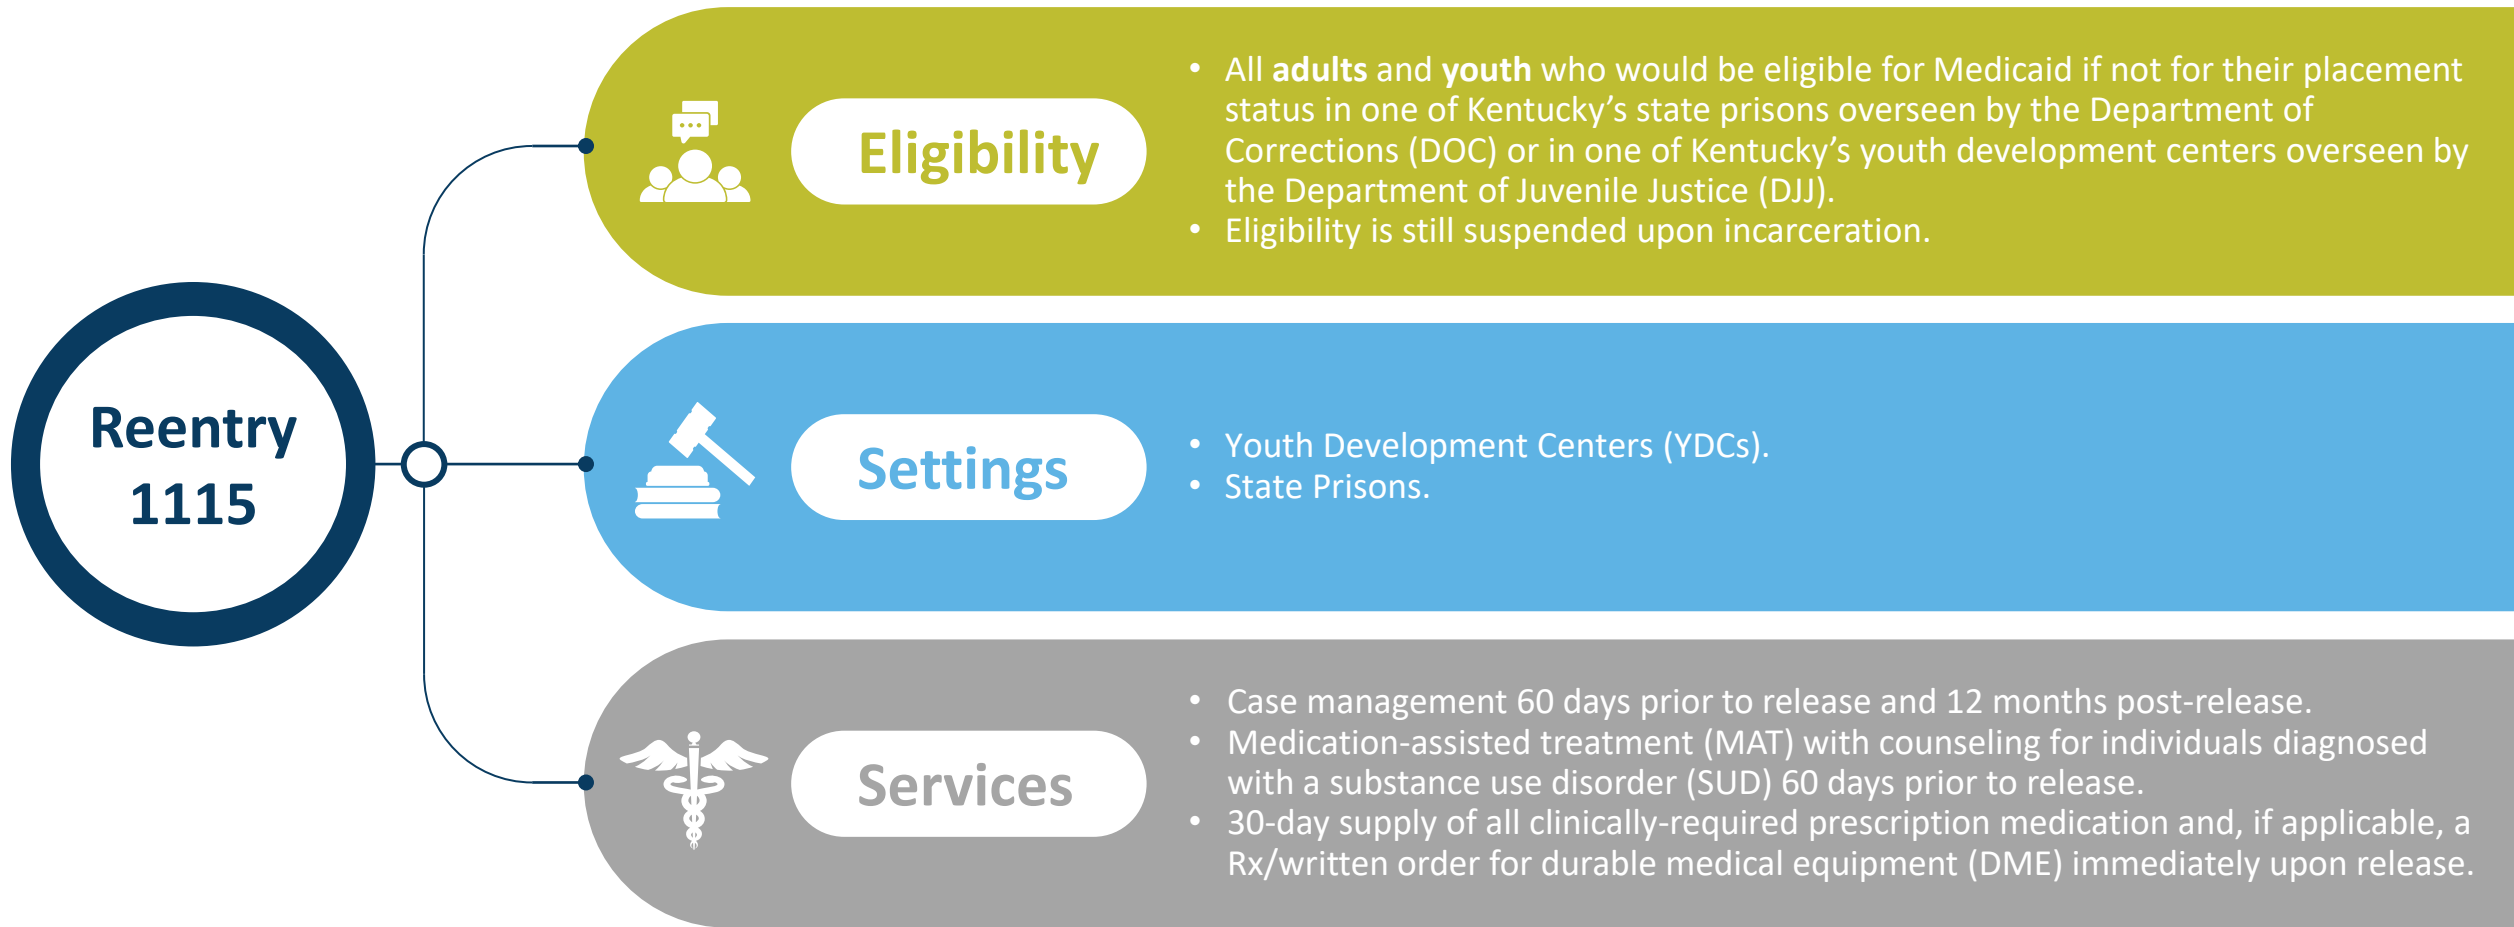 Reentry
1115
Eligibility
• All adults and youth who would be eligible for Medicaid if not for their placement
status in one of Kentucky’s state prisons overseen by the Department of
Corrections (DOC) or in one of Kentucky’s youth development centers overseen by
the Department of Juvenile Justice (DJJ).
• Eligibility is still suspended upon incarceration.
Settings
• Youth Development Centers (YDCs).
• State Prisons.
Services
• Case management 60 days prior to release and 12 months post-release.
• Medication-assisted treatment (MAT) with counseling for individuals diagnosed
with a substance use disorder (SUD) 60 days prior to release.
• 30-day supply of all clinically-required prescription medication and, if applicable, a
Rx/written order for durable medical equipment (DME) immediately upon release.